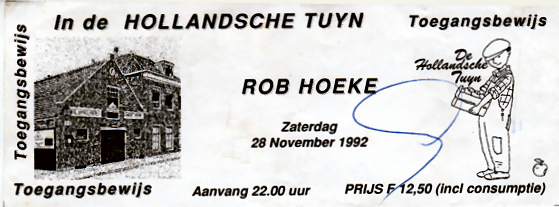 In de HOLLANDSCHE TUYN
Toegangsbewijs
Toegangsbewijs
De
Hollandsche
Tuyn
ROB HOEKE
Zaterdag
28 November 1992
Toegangsbewijs
Aanvang 22.00 uur
PRIJS F 12,50 (incl consumptie)